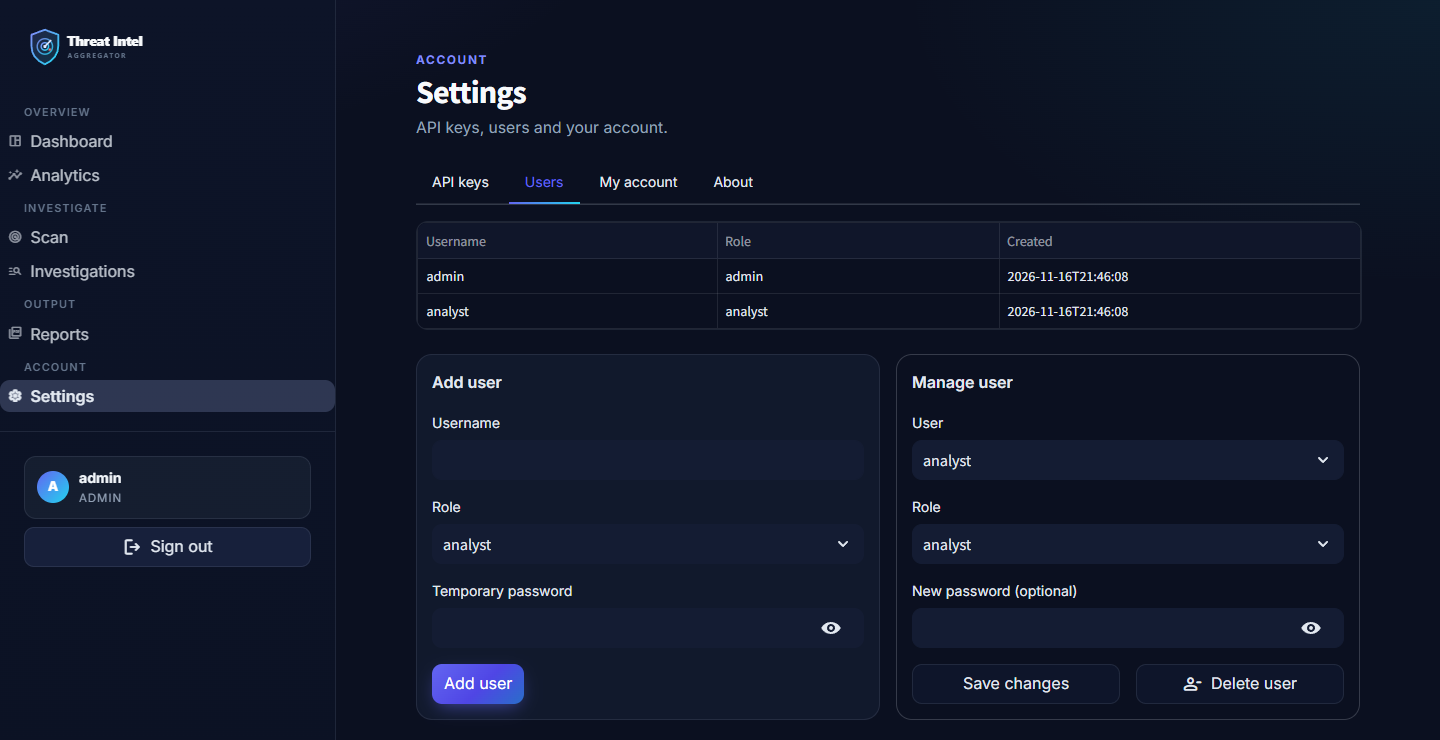 Threat Intel
AGGREGATOR
OVERVIEW
Dashboard
Analytics
INVESTIGATE
Scan
Investigations
OUTPUT
Reports
ACCOUNT
Settings
A
admin
ADMIN
Sign out
ACCOUNT
Settings
API keys, users and your account.
API keys Users My account About
Username Role Created
admin admin 2026-11-16T21:46:08
analyst analyst 2026-11-16T21:46:08
Add user
Username
Role
analyst
Temporary password
Add user
Manage user
User
analyst
Role
analyst
New password (optional)
Save changes Delete user